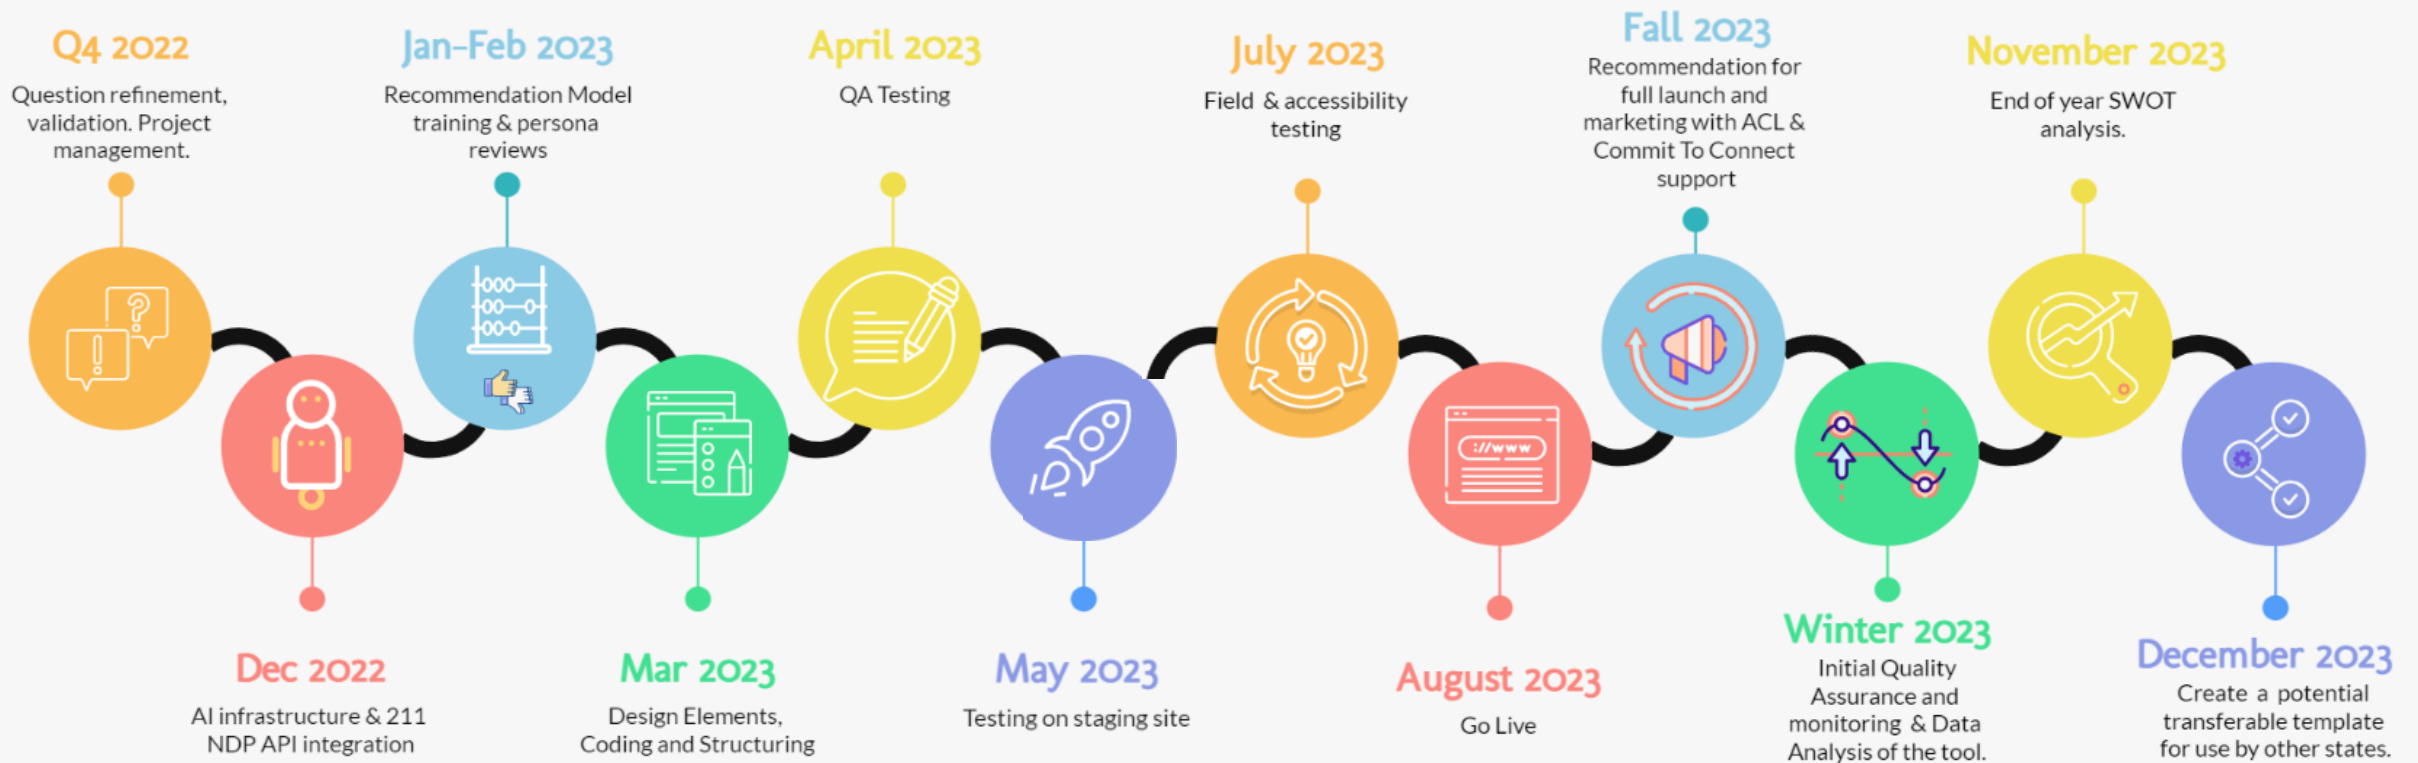 Q4 2022
Question refinement,
validation. Project
management.
Dec 2022
AI infrastructure & 211
NDP API integration
Jan-Feb 2023
Recommendation Model
training & persona
reviews
Mar 2023
Design Elements,
Coding and Structuring
April 2023
QA Testing
May 2023
Testing on staging site
July 2023
Field & accessibility
testing
August 2023
Go Live
://www
Fall 2023
Recommendation for
full launch and
marketing with ACL &
Commit To Connect
support
Winter 2023
Initial Quality
Assurance and
monitoring & Data
Analysis of the tool.
November 2023
End of year SWOT
analysis.
December 2023
Create a potential
transferable template
for use by other states.